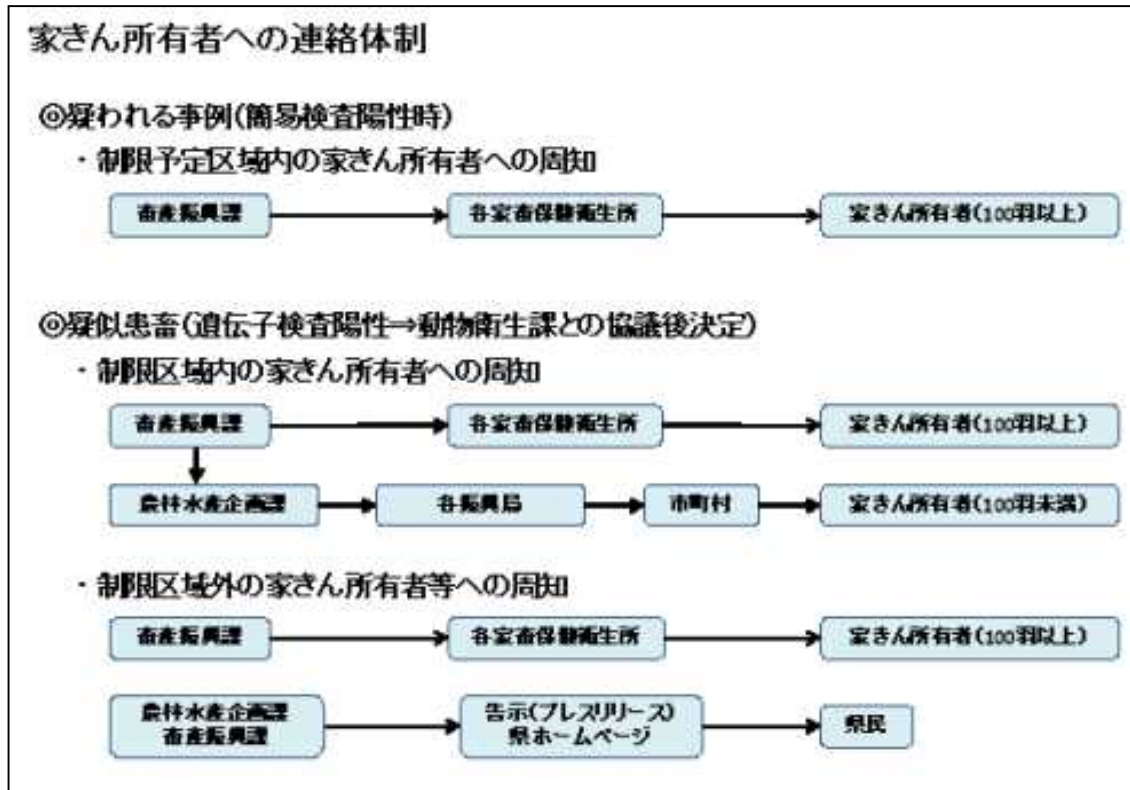 家きん所有者への連絡体制
◎疑われる事例(簡易検査陽性時)
・制限予定区域内の家きん所有者への周知
畜産振興課 各家畜保健衛生所 家きん所有者(100羽以上)
◎疑似患畜(遺伝子検査陽性⇒動物衛生課との協議後決定)
・制限区域内の家きん所有者への周知
畜産振興課 各家畜保健衛生所 家きん所有者(100羽以上)
農林水産企画課 各振興局 市町村 家きん所有者(100羽未満)
・制限区域外の家きん所有者等への周知
畜産振興課 各家畜保健衛生所 家きん所有者(100羽以上)
農林水産企画課
畜産振興課
告示(プレスリリース)
県ホームページ
県民